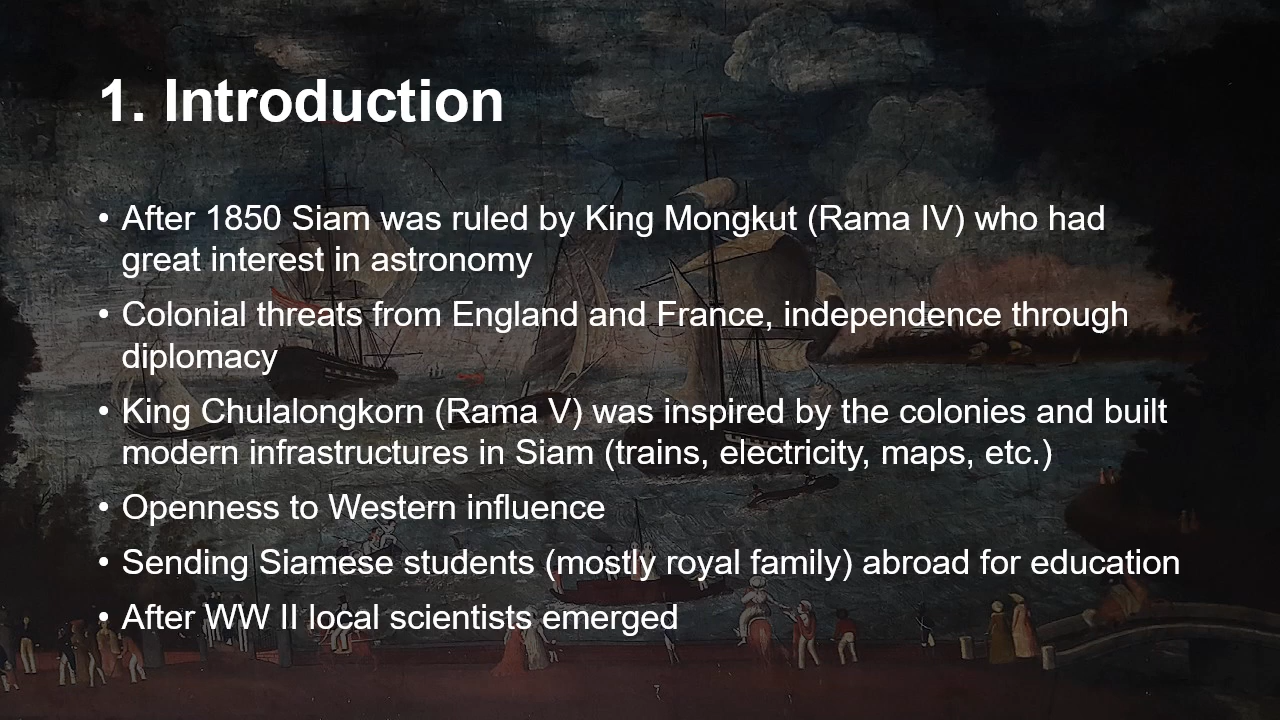 1. Introduction
• After 1850 Siam was ruled by King Mongkut (Rama IV) who had
great interest in astronomy
• Colonial threats from England and France, independence through
diplomacy
• King Chulalongkorn (Rama V) was inspired by the colonies and built
modern infrastructures in Siam (trains, electricity, maps, etc.)
• Openness to Western influence
• Sending Siamese students (mostly royal family) abroad for education
• After WW II local scientists emerged